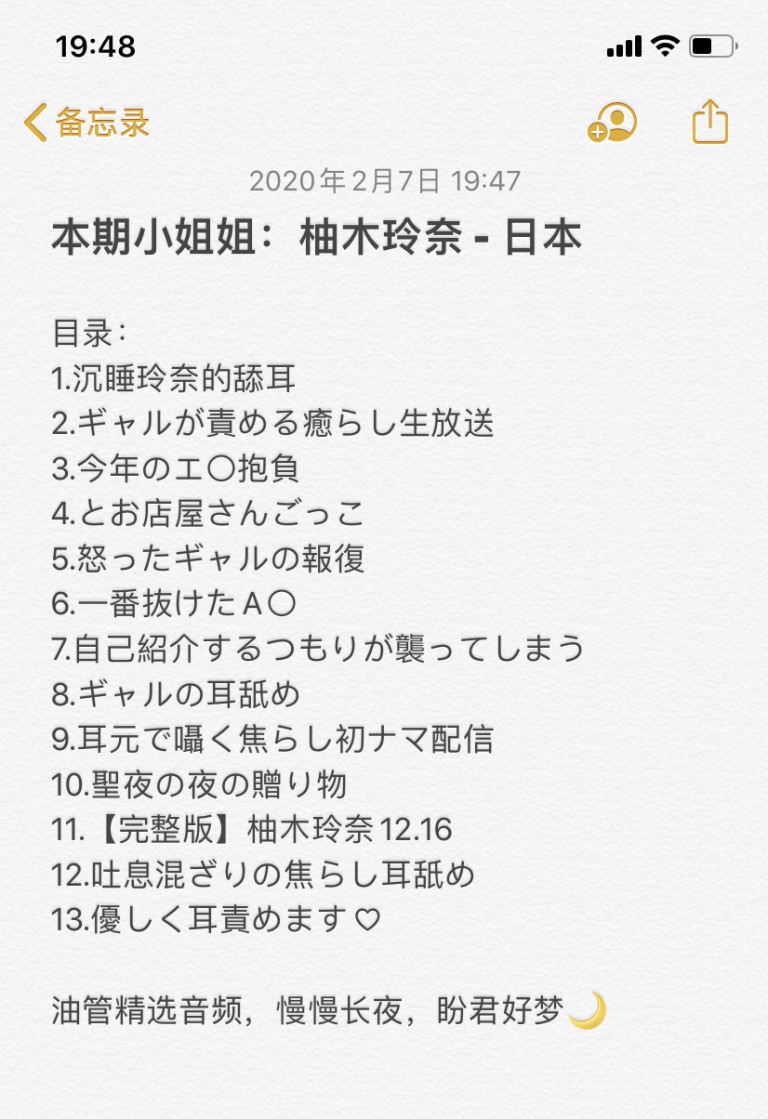 19:48
备忘录
2020年2月7日 19:47
本期小姐姐：柚木玲奈 - 日本
目录：
1.沉睡玲奈的舔耳
2.ギャルが責める癒らし生放送
3.今年のエ〇抱負
4.とお店屋さんごっこ
5.怒ったギャルの報復
6.一番抜けたA〇
7.自己紹介するつもりが襲ってしまう
8.ギャルの耳舐め
9.耳元で囁く焦らし初ナマ配信
10.聖夜の夜の贈り物
11.【完整版】柚木玲奈12.16
12.吐息混ざりの焦らし耳舐め
13.優しく耳責めます♡
油管精选音频，慢慢长夜，盼君好梦🌙